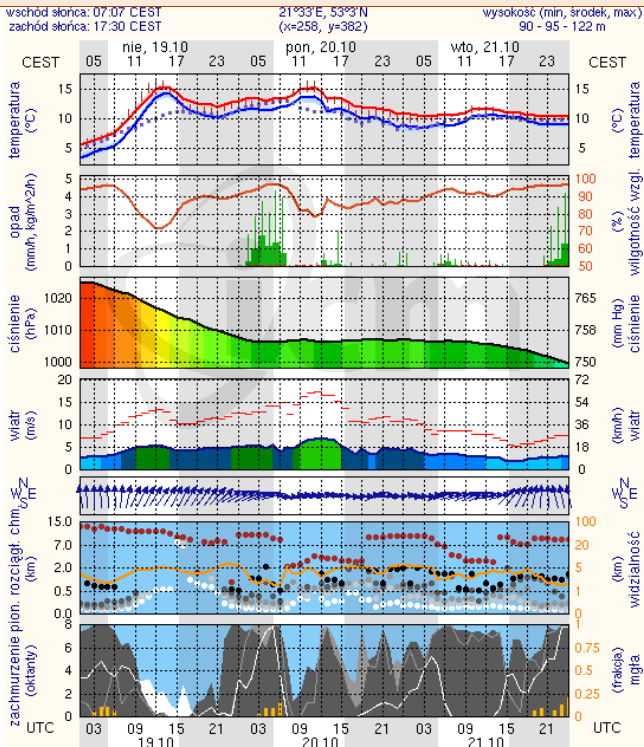 wschód słońca: 07:07 CEST 21°33'E, 53°3'N wysokość (min, środek, max)
zachód słońca: 17:30 CEST (x=258, y=382) 90 - 95 - 122 m
nie, 19.10 pon, 20.10 wto, 21.10
CEST 05 11 17 23 05 11 17 23 05 11 17 23 CEST
temperatura (°C) 15 10 5 15 10 5 temperatura (°C)
opad (mm/h, kg/m^2/h) 5 4 3 2 1 0 100 90 80 70 60 50 (%) wilgotność wzgl.
ciśnienie (hPa) 1020 1010 1000 765 758 750 (mm Hg) ciśnienie
wiatr (m/s) 20 15 10 5 0 72 54 36 18 0 (km/h) wiatr
N W E S N W E S
pion. rozciągł. chm. (km) 15.0 7.0 2.0 0.5 0.0 100 20 5 1 0 (km) widzialność
zachmurzenie (oktanty) 8 6 4 2 0 1 0.75 0.5 0.25 0 (frakcja) mgła
UTC 03 09 15 21 03 09 15 21 03 09 15 21 UTC
19.10 20.10 21.10
icm